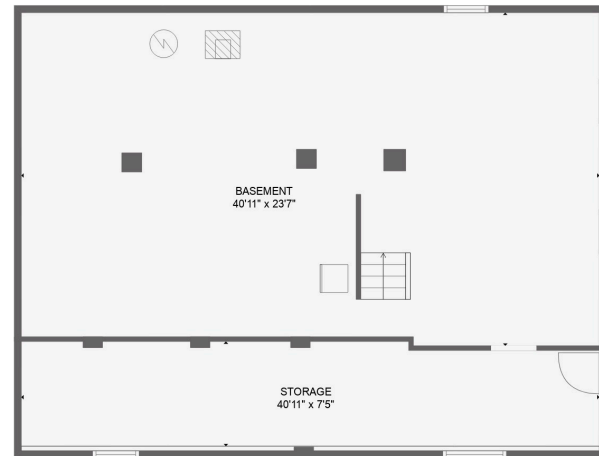 BASEMENT
40'11" x 23'7"
STORAGE
40'11" x 7'5"